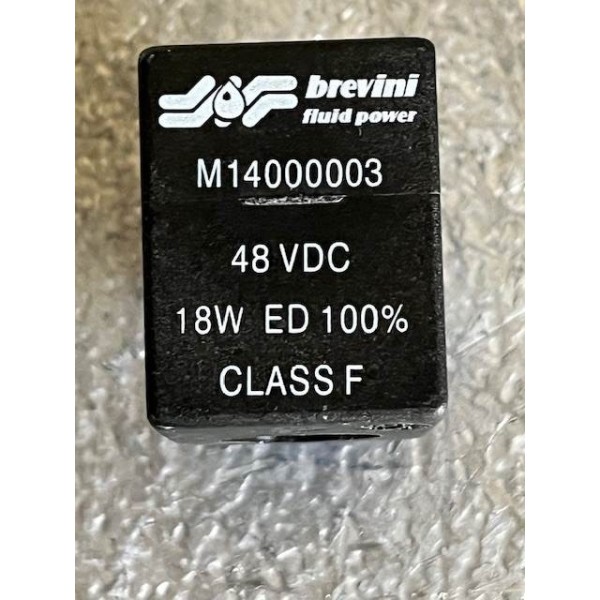 brevini
fluid power
M14000003
48 VDC
18W ED 100%
CLASS F